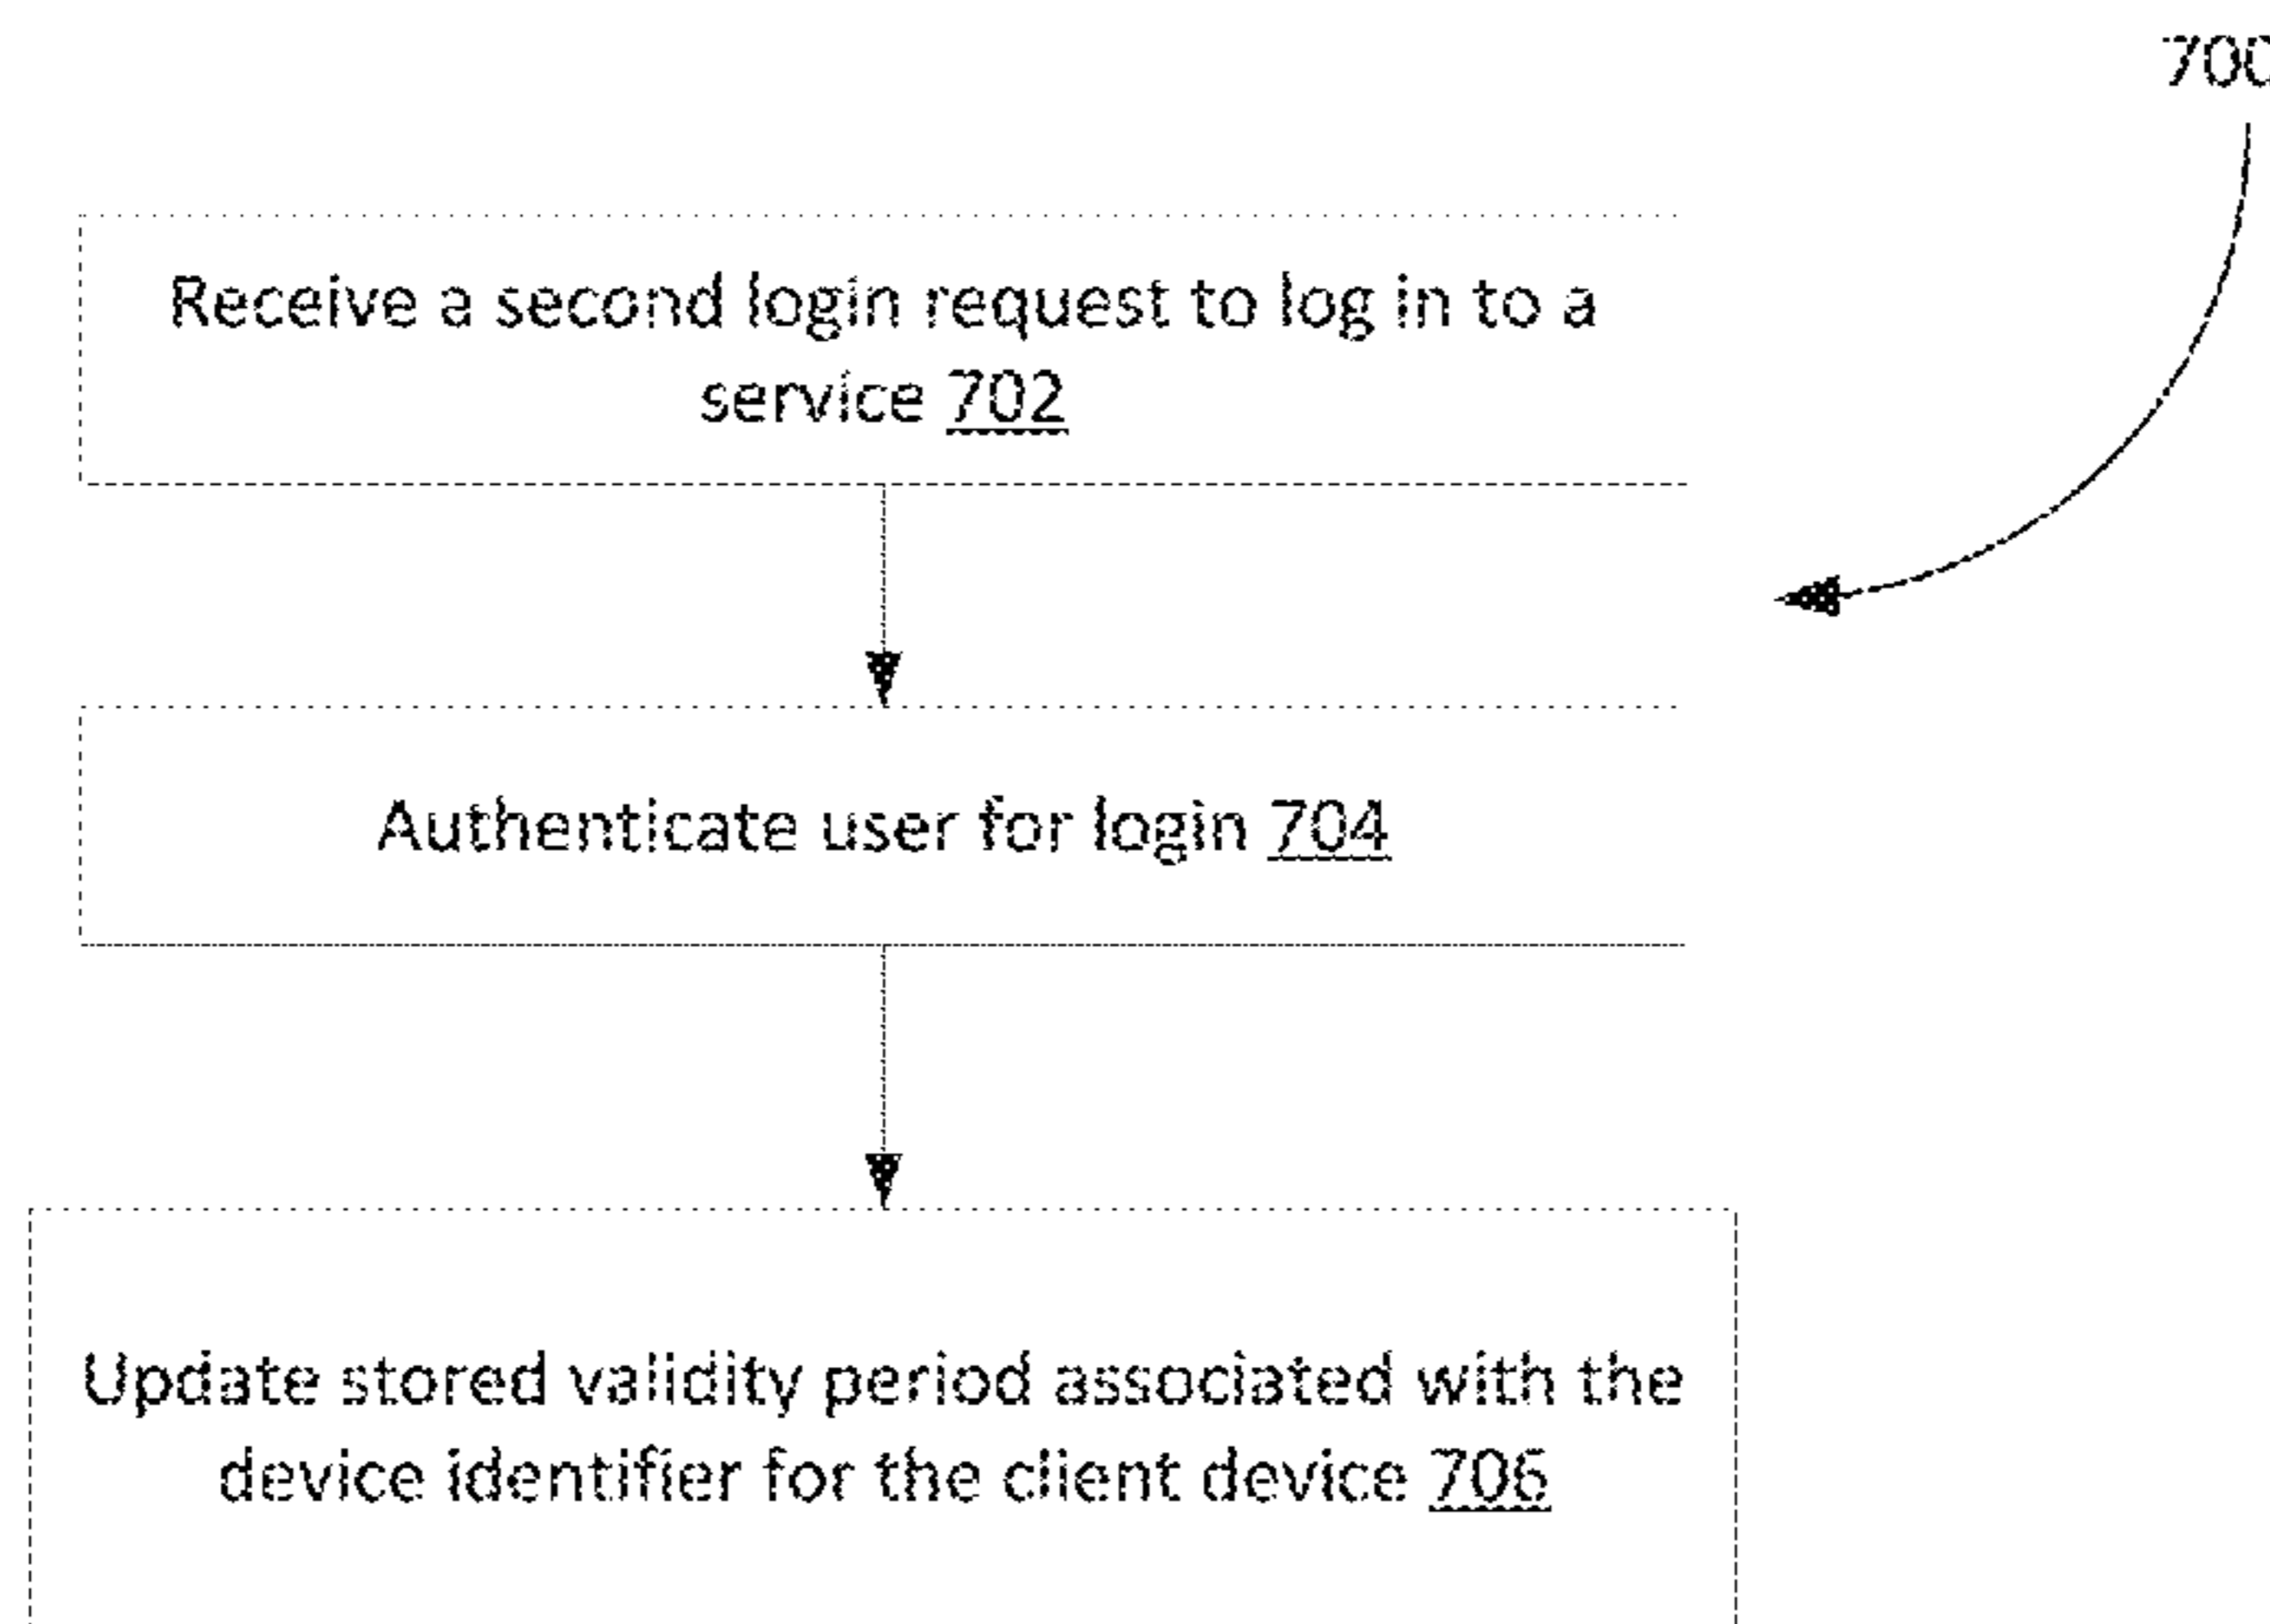 700
Receive a second login request to log in to a
service 702
Authenticate user for login 704
Update stored validity period associated with the
device identifier for the client device 706